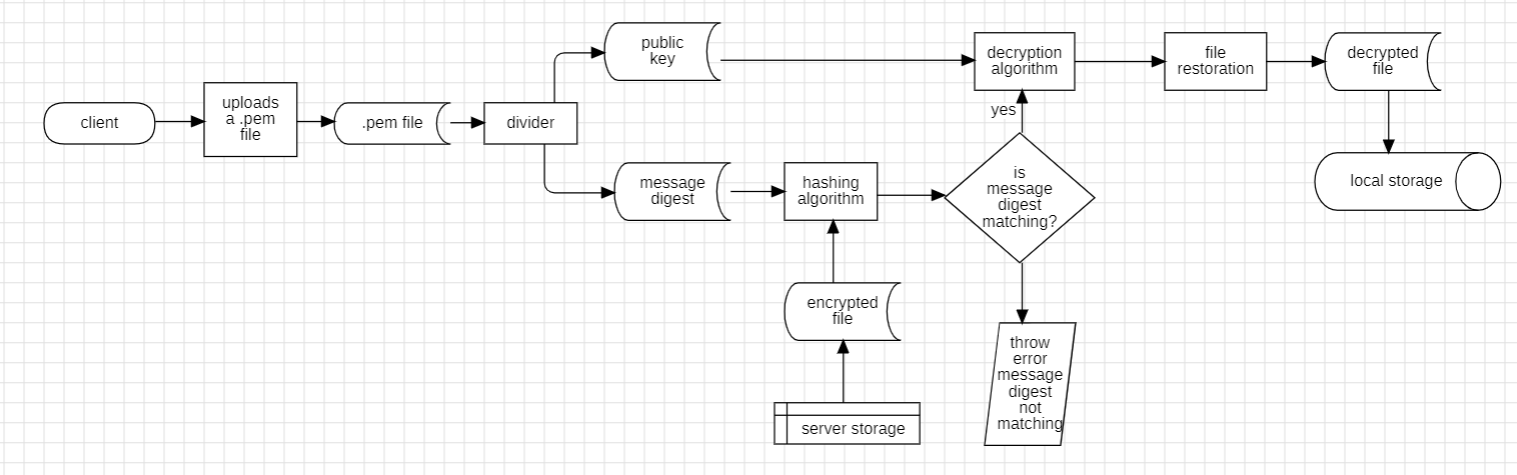 client
uploads
a .pem
file
.pem file
divider
public
key
message
digest
hashing
algorithm
encrypted
file
server storage
is
message
digest
matching?
yes
decryption
algorithm
file
restoration
decrypted
file
local storage
throw
error
message
digest
not
matching